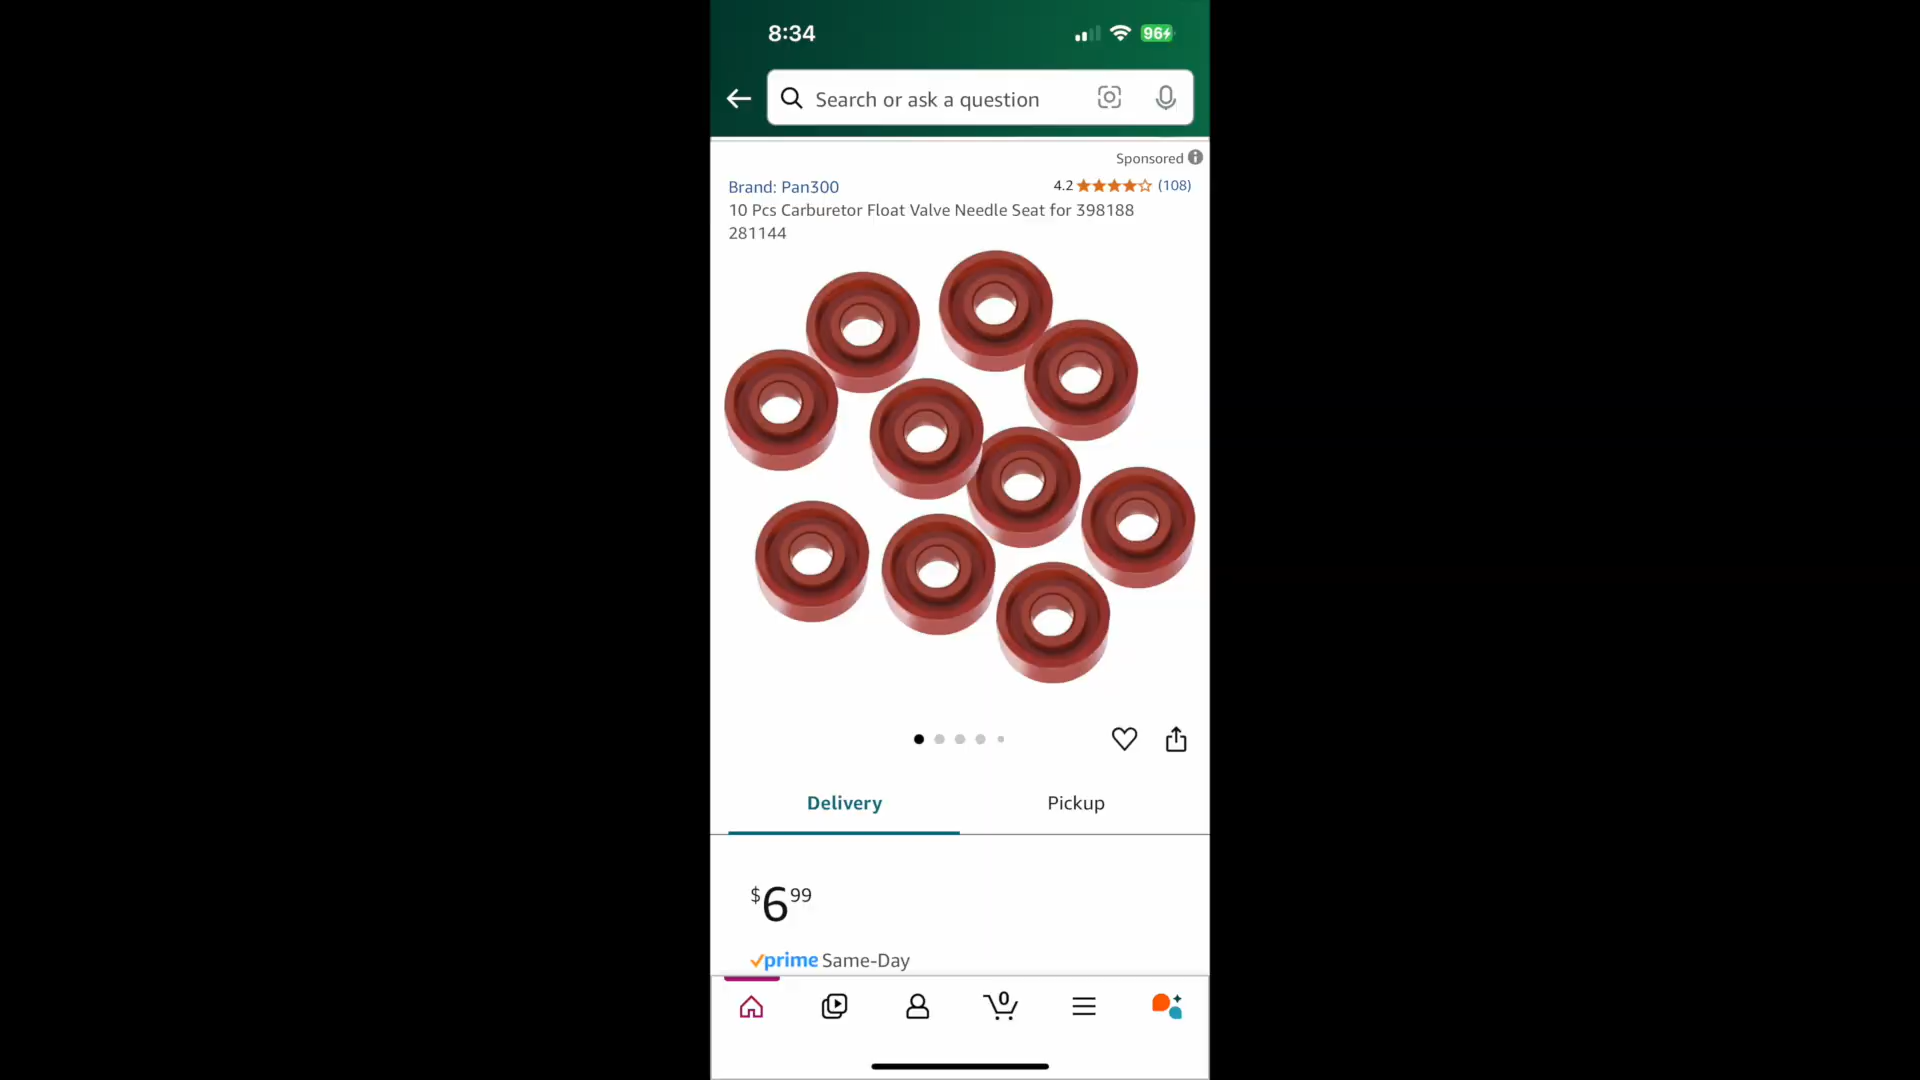 8:34
96
Search or ask a question
Sponsored
Brand: Pan300
4.2 (108)
10 Pcs Carburetor Float Valve Needle Seat for 398188
281144
Delivery
Pickup
$6 99
prime Same-Day
0